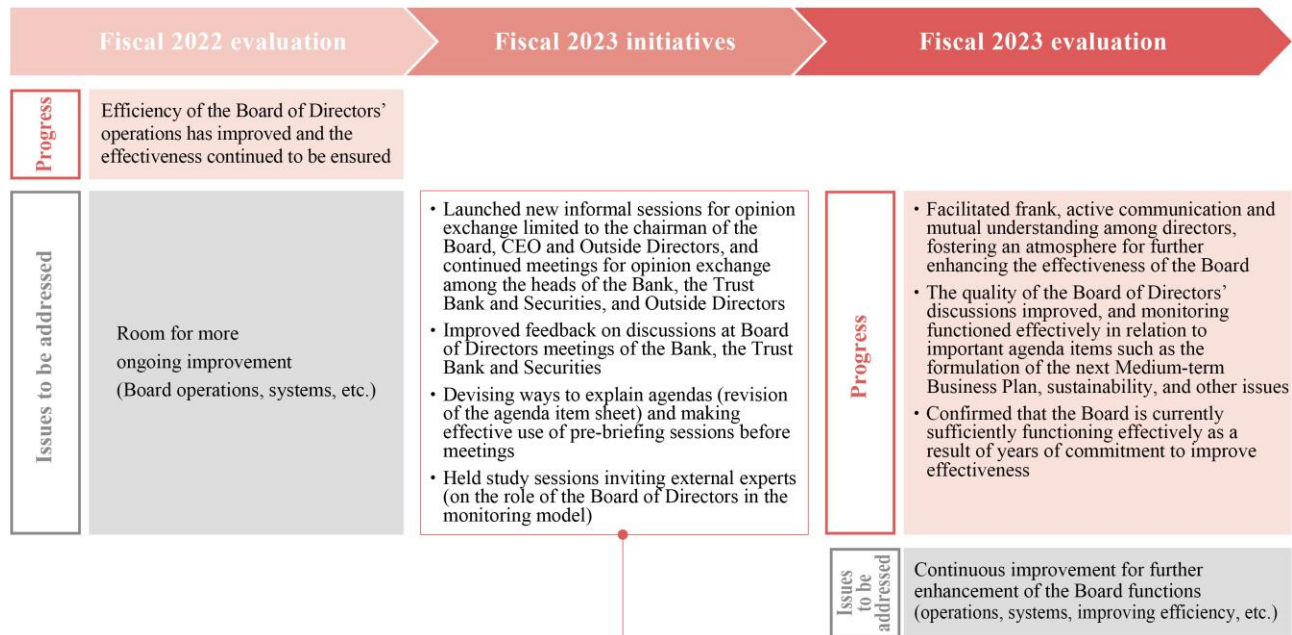 Fiscal 2022 evaluation
Fiscal 2023 initiatives
Fiscal 2023 evaluation
Progress
Efficiency of the Board of Directors’
operations has improved and the
effectiveness continued to be ensured
Issues to be addressed
Room for more
ongoing improvement
(Board operations, systems, etc.)
・Launched new informal sessions for opinion
exchange limited to the chairman of the
Board, CEO and Outside Directors, and
continued meetings for opinion exchange
among the heads of the Bank, the Trust
Bank and Securities, and Outside Directors
・Improved feedback on discussions at Board
of Directors meetings of the Bank, the Trust
Bank and Securities
・Devising ways to explain agendas (revision
of the agenda item sheet) and making
effective use of pre-briefing sessions before
meetings
・Held study sessions inviting external experts
(on the role of the Board of Directors in the
monitoring model)
Progress
・Facilitated frank, active communication and
mutual understanding among directors,
fostering an atmosphere for further
enhancing the effectiveness of the Board
・The quality of the Board of Directors’
discussions improved, and monitoring
functioned effectively in relation to
important agenda items such as the
formulation of the next Medium-term
Business Plan, sustainability, and other issues
・Confirmed that the Board is currently
sufficiently functioning effectively as a
result of years of commitment to improve
effectiveness
Issues
to be
addressed
Continuous improvement for further
enhancement of the Board functions
(operations, systems, improving efficiency, etc.)